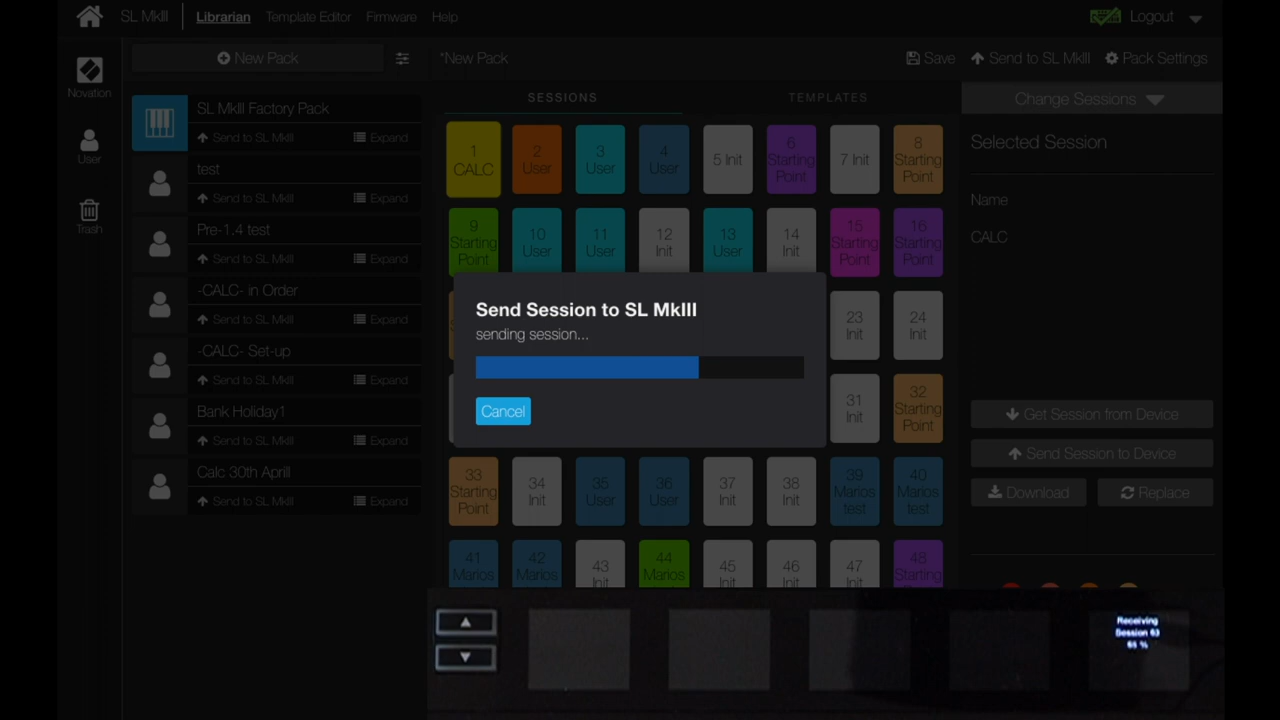 SL MkIII
Librarian
Template Editor
Firmware
Help
Logout
Novation
User
Trash
New Pack
*New Pack
Save
Send to SL MkIII
Pack Settings
SL MkIII Factory Pack
Send to SL MkIII
Expand
test
Send to SL MkIII
Expand
Pre-1.4 test
Send to SL MkIII
Expand
-CALC- in Order
Send to SL MkIII
Expand
-CALC- Set-up
Send to SL MkIII
Expand
Bank Holiday1
Send to SL MkIII
Expand
Calc 30th Aprill
Send to SL MkIII
Expand
SESSIONS
TEMPLATES
1
CALC
2
User
3
User
4
User
5 Init
6
Starting
Point
7 Init
8
Starting
Point
9
Starting
Point
10
User
11
User
12
Init
13
User
14
Init
15
Starting
Point
16
Starting
Point
23
Init
24
Init
31
Init
32
Starting
Point
33
Starting
Point
34
Init
35
User
36
User
37
Init
38
Init
39
Marios
test
40
Marios
test
41
Marios
42
Marios
43
Init
44
Marios
45
Init
46
Init
47
Init
48
Starting
Send Session to SL MkIII
sending session...
Cancel
Change Sessions
Selected Session
Name
CALC
Get Session from Device
Send Session to Device
Download
Replace
Receiving
Session 63
65 %